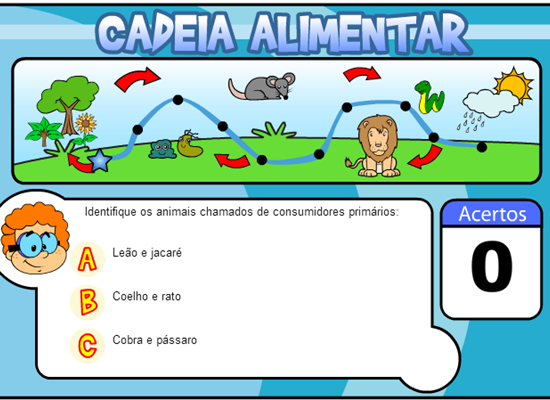 CADEIA ALIMENTAR
Identifique os animais chamados de consumidores primários:
A Leão e jacaré
B Coelho e rato
C Cobra e pássaro
Acertos
0